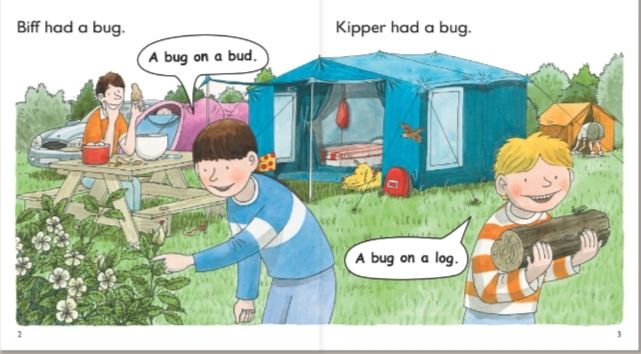 Biff had a bug.
A bug on a bud.
2
Kipper had a bug.
A bug on a log.
3